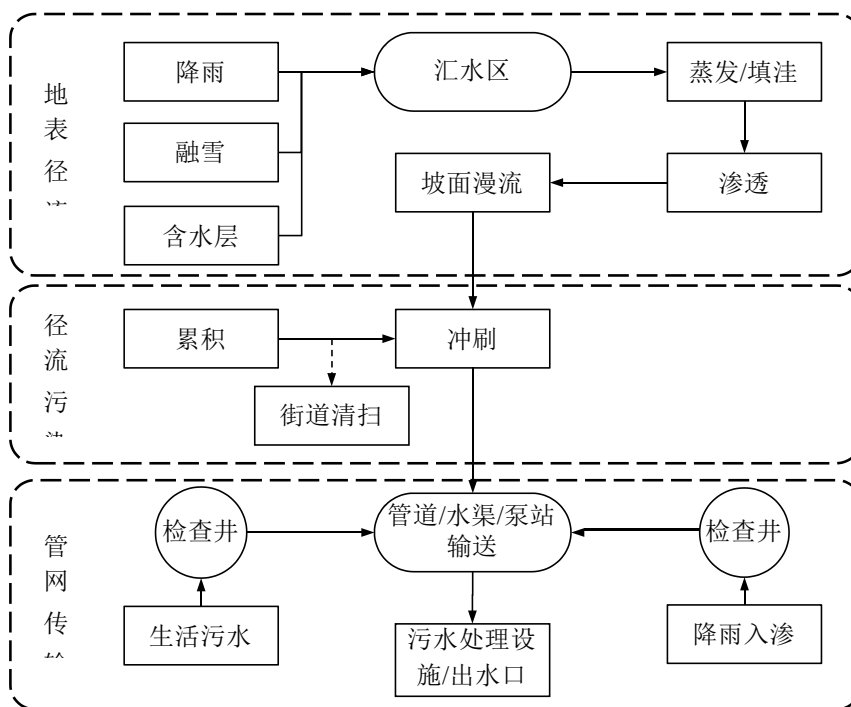 地
表
径
降雨
融雪
含水层
汇水区
蒸发/填洼
坡面漫流
渗透
径
流
污
累积
冲刷
街道清扫
管
网
传
检查井
管道/水渠/泵站
输送
检查井
生活污水
污水处理设
施/出水口
降雨入渗